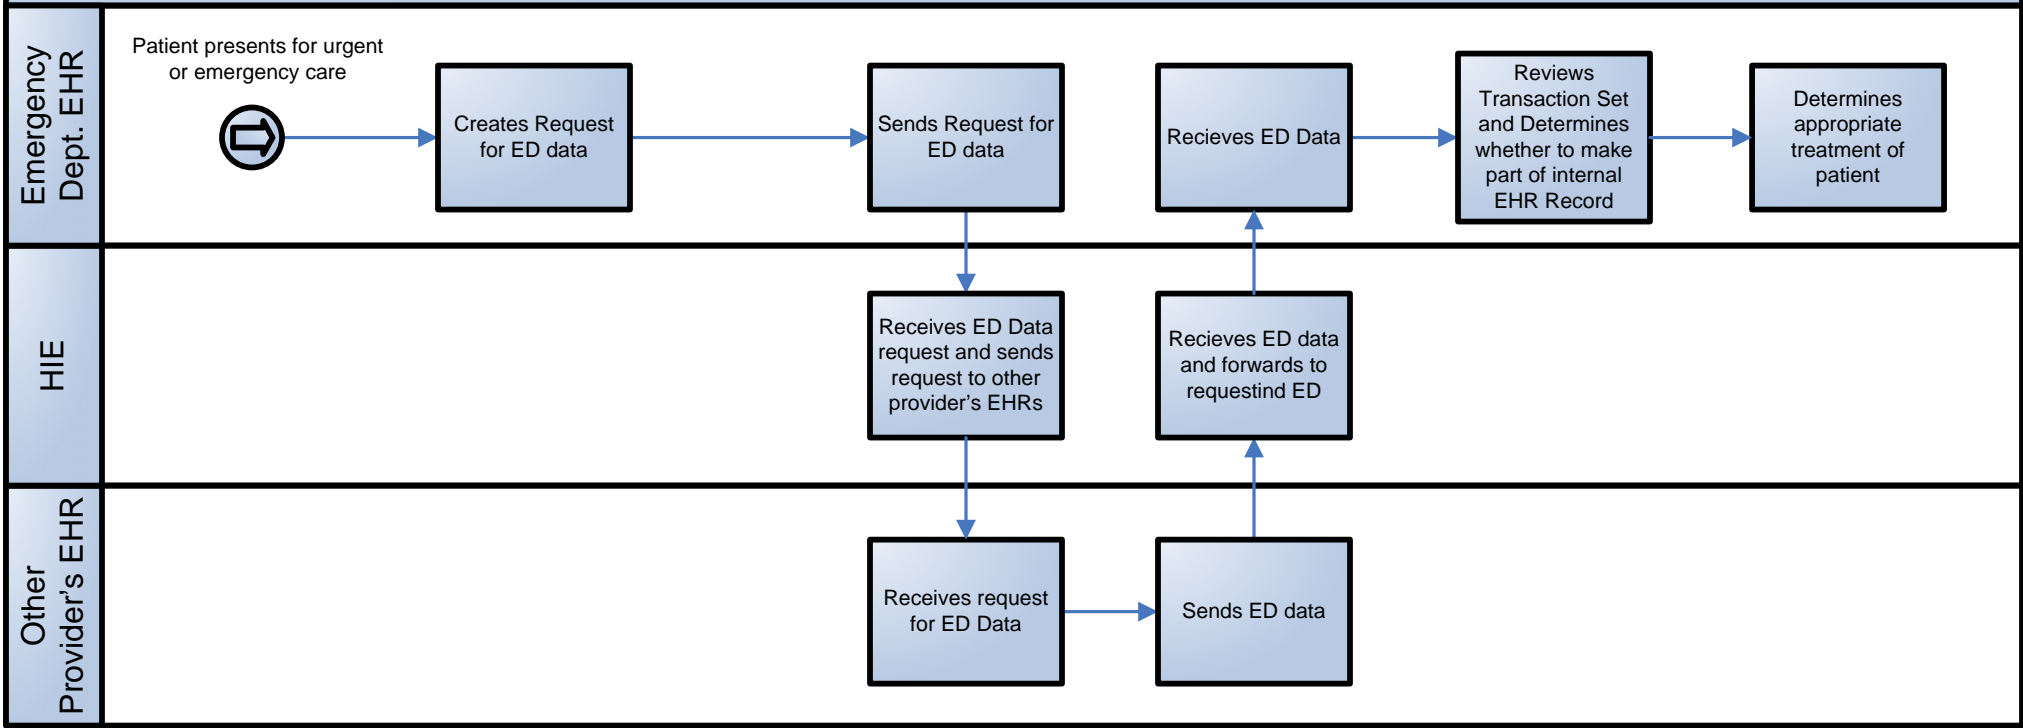 Emergency
Dept. EHR
Patient presents for urgent
or emergency care
Creates Request
for ED data
Sends Request for
ED data
Recieves ED Data
Reviews
Transaction Set
and Determines
whether to make
part of internal
EHR Record
Determines
appropriate
treatment of
patient
HIE
Receives ED Data
request and sends
request to other
provider's EHRs
Recieves ED data
and forwards to
requestind ED
Other
Provider's EHR
Receives request
for ED Data
Sends ED data